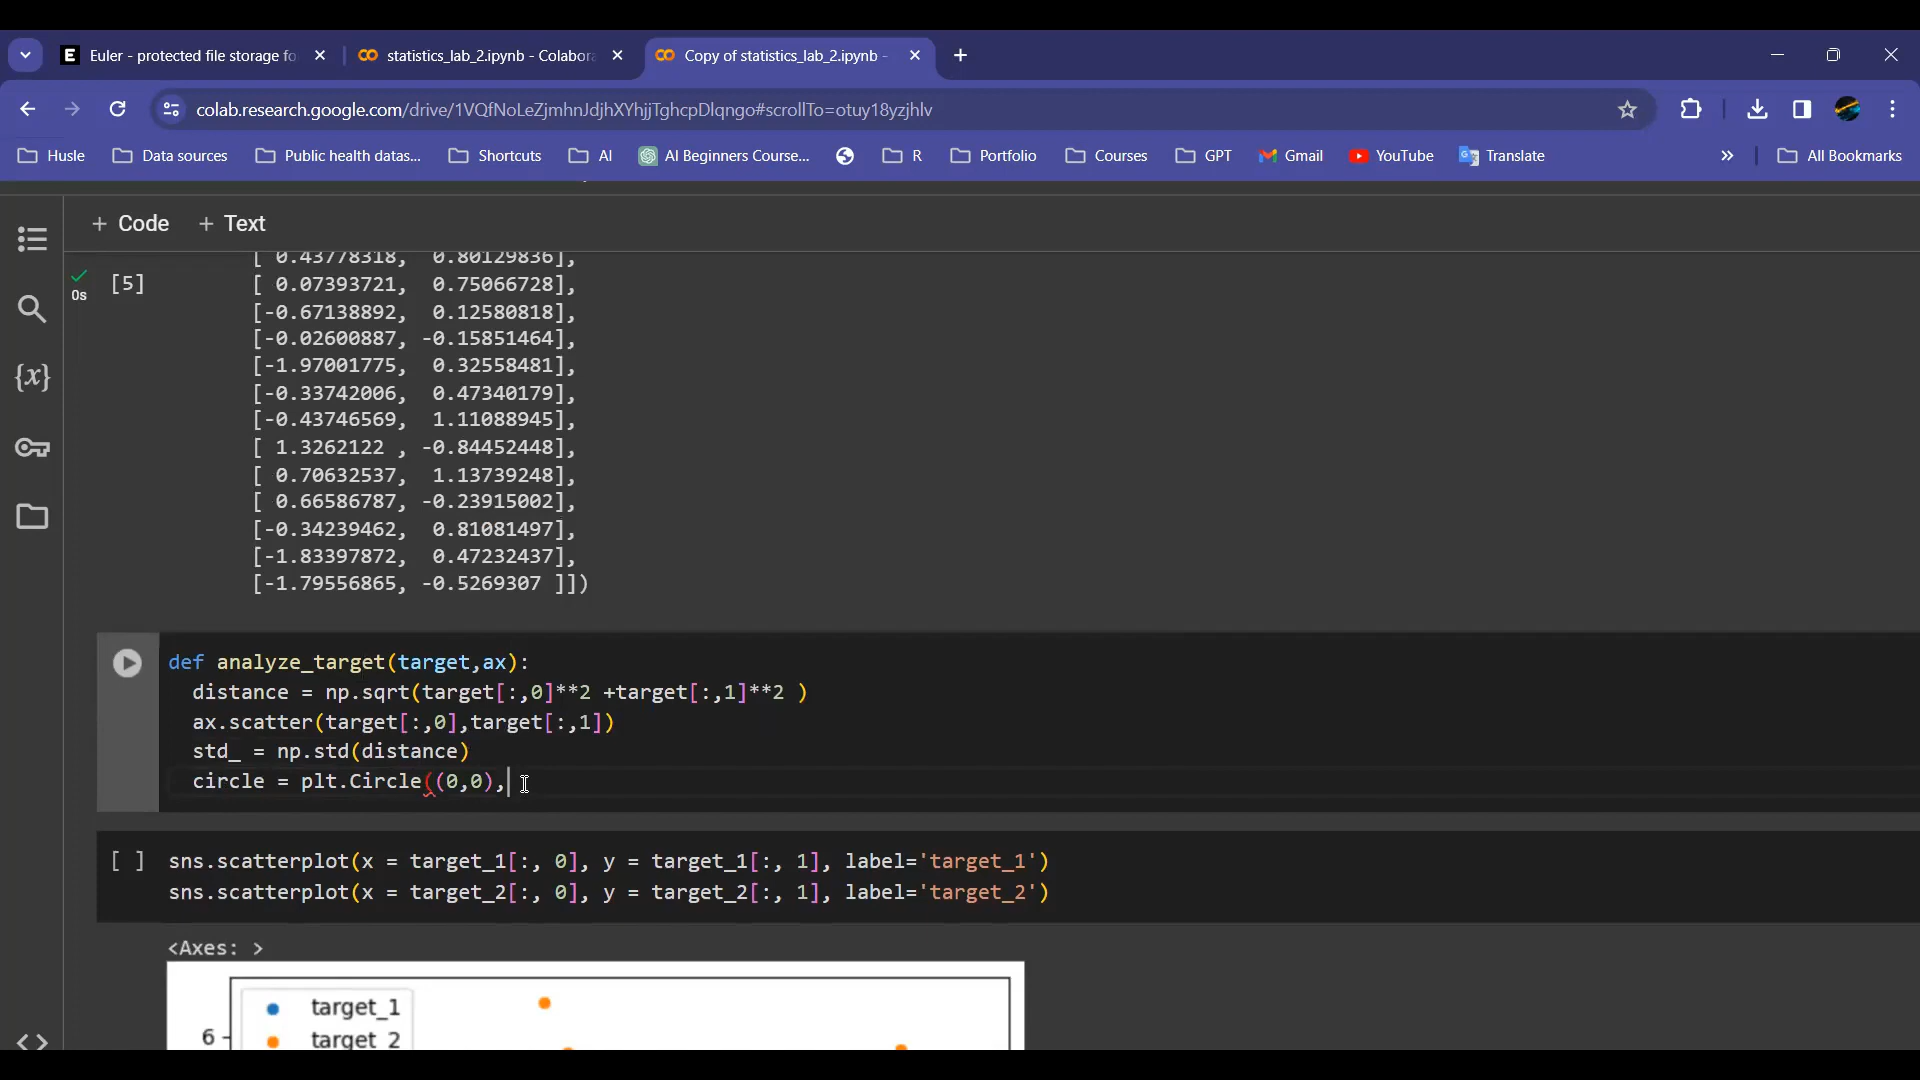 E Euler - protected file storage fo
statistics_lab_2.ipynb - Colabora
Copy of statistics_lab_2.ipynb -
colab.research.google.com/drive/1VQfNoLeZjmhnJdjhXYhjjTghcpDlqngo#scrollTo=otuy18yzjhlv
Husle
Data sources
Public health datas...
Shortcuts
AI
AI Beginners Course...
R
Portfolio
Courses
GPT
Gmail
YouTube
Translate
»
All Bookmarks
+ Code + Text
[5]
0s
[ 0.43778318, 0.80129836],
[ 0.07393721, 0.75066728],
[-0.67138892, 0.12580818],
[-0.02600887, -0.15851464],
[-1.97001775, 0.32558481],
[-0.33742006, 0.47340179],
[-0.43746569, 1.11088945],
[ 1.3262122 , -0.84452448],
[ 0.70632537, 1.13739248],
[ 0.66586787, -0.23915002],
[-0.34239462, 0.81081497],
[-1.83397872, 0.47232437],
[-1.79556865, -0.5269307 ]])
{x}
def analyze_target(target,ax):
distance = np.sqrt(target[:,0]**2 +target[:,1]**2 )
ax.scatter(target[:,0],target[:,1])
std_ = np.std(distance)
circle = plt.Circle((0,0),
[ ] sns.scatterplot(x = target_1[:, 0], y = target_1[:, 1], label='target_1')
sns.scatterplot(x = target_2[:, 0], y = target_2[:, 1], label='target_2')
<Axes: >
target_1
target_2
6